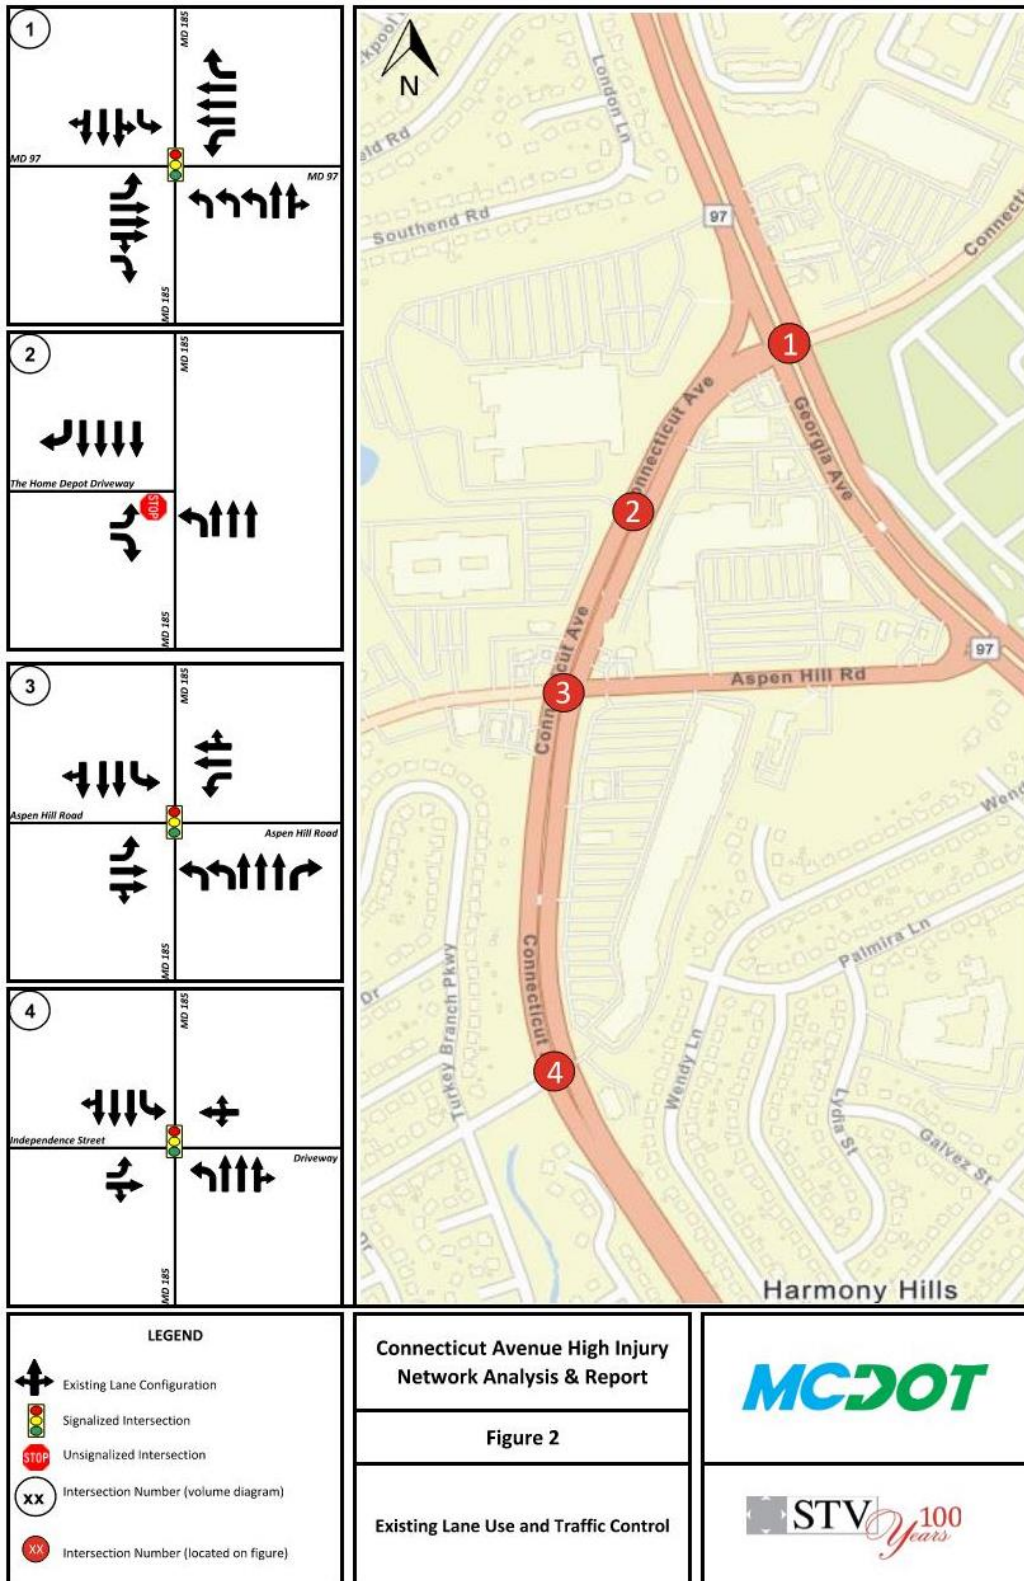 1
MD 185
MD 97
MD 97
MD 185
2
MD 185
The Home Depot Driveway
STOP
MD 185
3
MD 185
Aspen Hill Road
Aspen Hill Road
MD 185
4
MD 185
Independence Street
Driveway
MD 185
N
London Ln
Southend Rd
97
1
Connecticut Ave
Georgia Ave
2
97
Aspen Hill Rd
3
Palmira Ln
Connecticut
Turkey Branch Pkwy
Dr
Wendy Ln
4
Lydia St
Galvez St
Dr
Harmony Hills
LEGEND
Existing Lane Configuration
Signalized Intersection
STOP
Unsignalized Intersection
XX
Intersection Number (volume diagram)
XX
Intersection Number (located on figure)
Connecticut Avenue High Injury
Network Analysis & Report
Figure 2
Existing Lane Use and Traffic Control
MCDOT
STV
100
Years